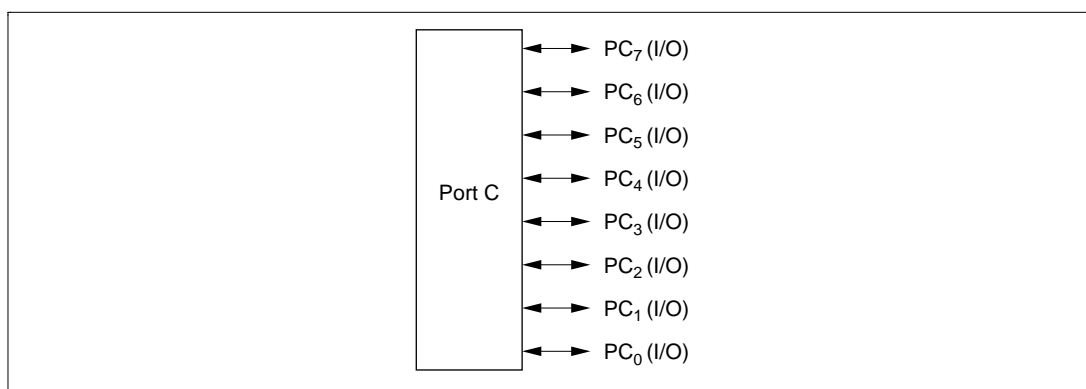 PC7 (I/O)
PC6 (I/O)
PC5 (I/O)
PC4 (I/O)
Port C
PC3 (I/O)
PC2 (I/O)
PC1 (I/O)
PC0 (I/O)